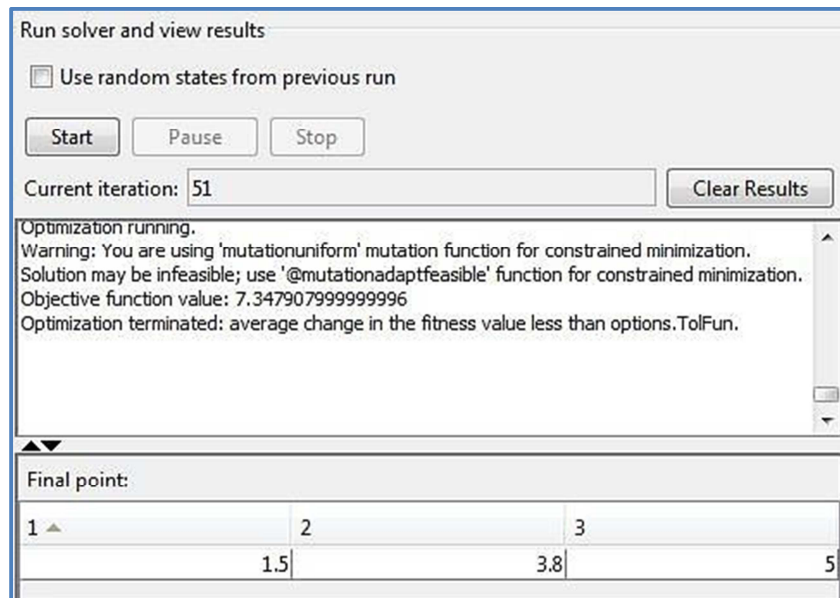 Run solver and view results
Use random states from previous run
Start Pause Stop
Current iteration: 51 Clear Results
Optimization running.
Warning: You are using 'mutationuniform' mutation function for constrained minimization.
Solution may be infeasible; use '@mutationadaptfeasible' function for constrained minimization.
Objective function value: 7.347907999999996
Optimization terminated: average change in the fitness value less than options.TolFun.
Final point:
1 2 3
1.5 3.8 5